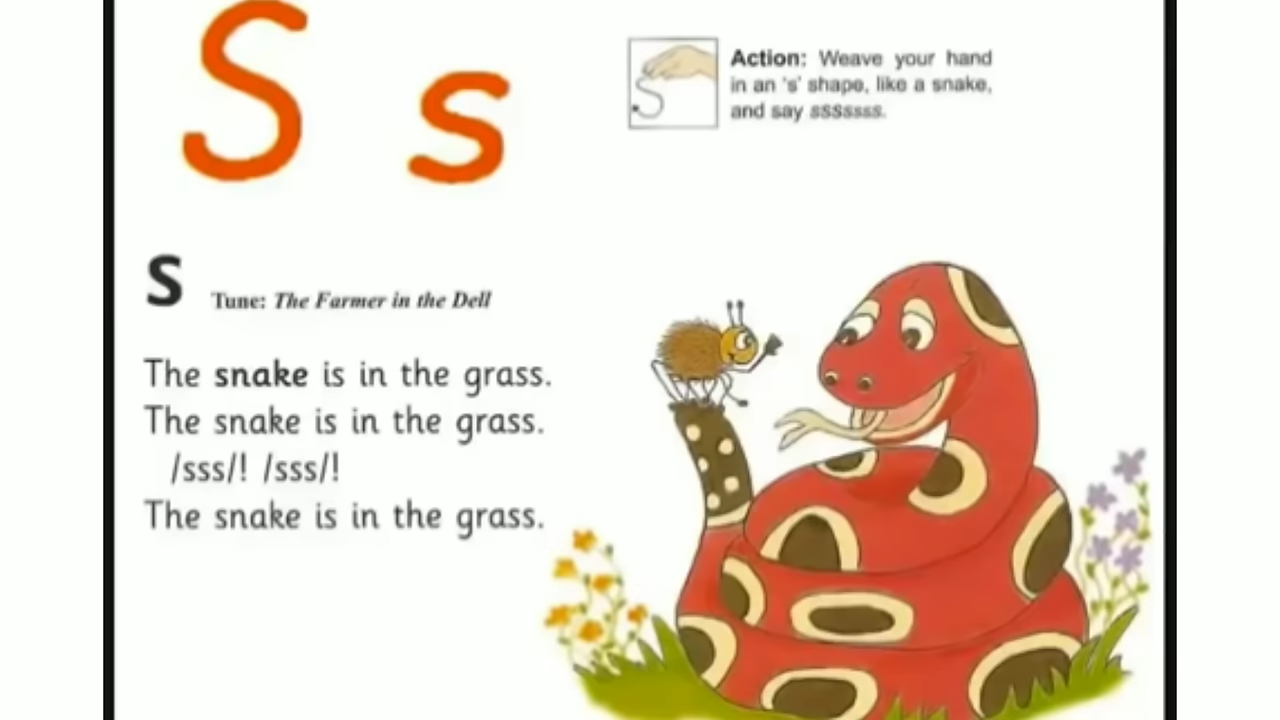 S s
Action: Weave your hand
in an 's' shape, like a snake,
and say sssssss.
s
Tune: The Farmer in the Dell
The snake is in the grass.
The snake is in the grass.
/sss/! /sss/!
The snake is in the grass.